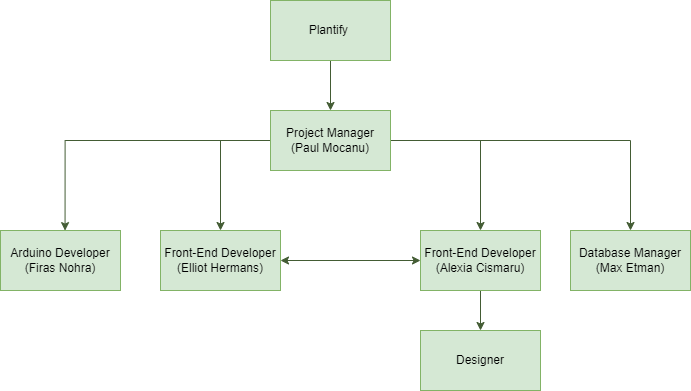 Plantify
Project Manager
(Paul Mocanu)
Arduino Developer
(Firas Nohra)
Front-End Developer
(Elliot Hermans)
Front-End Developer
(Alexia Cismaru)
Database Manager
(Max Etman)
Designer